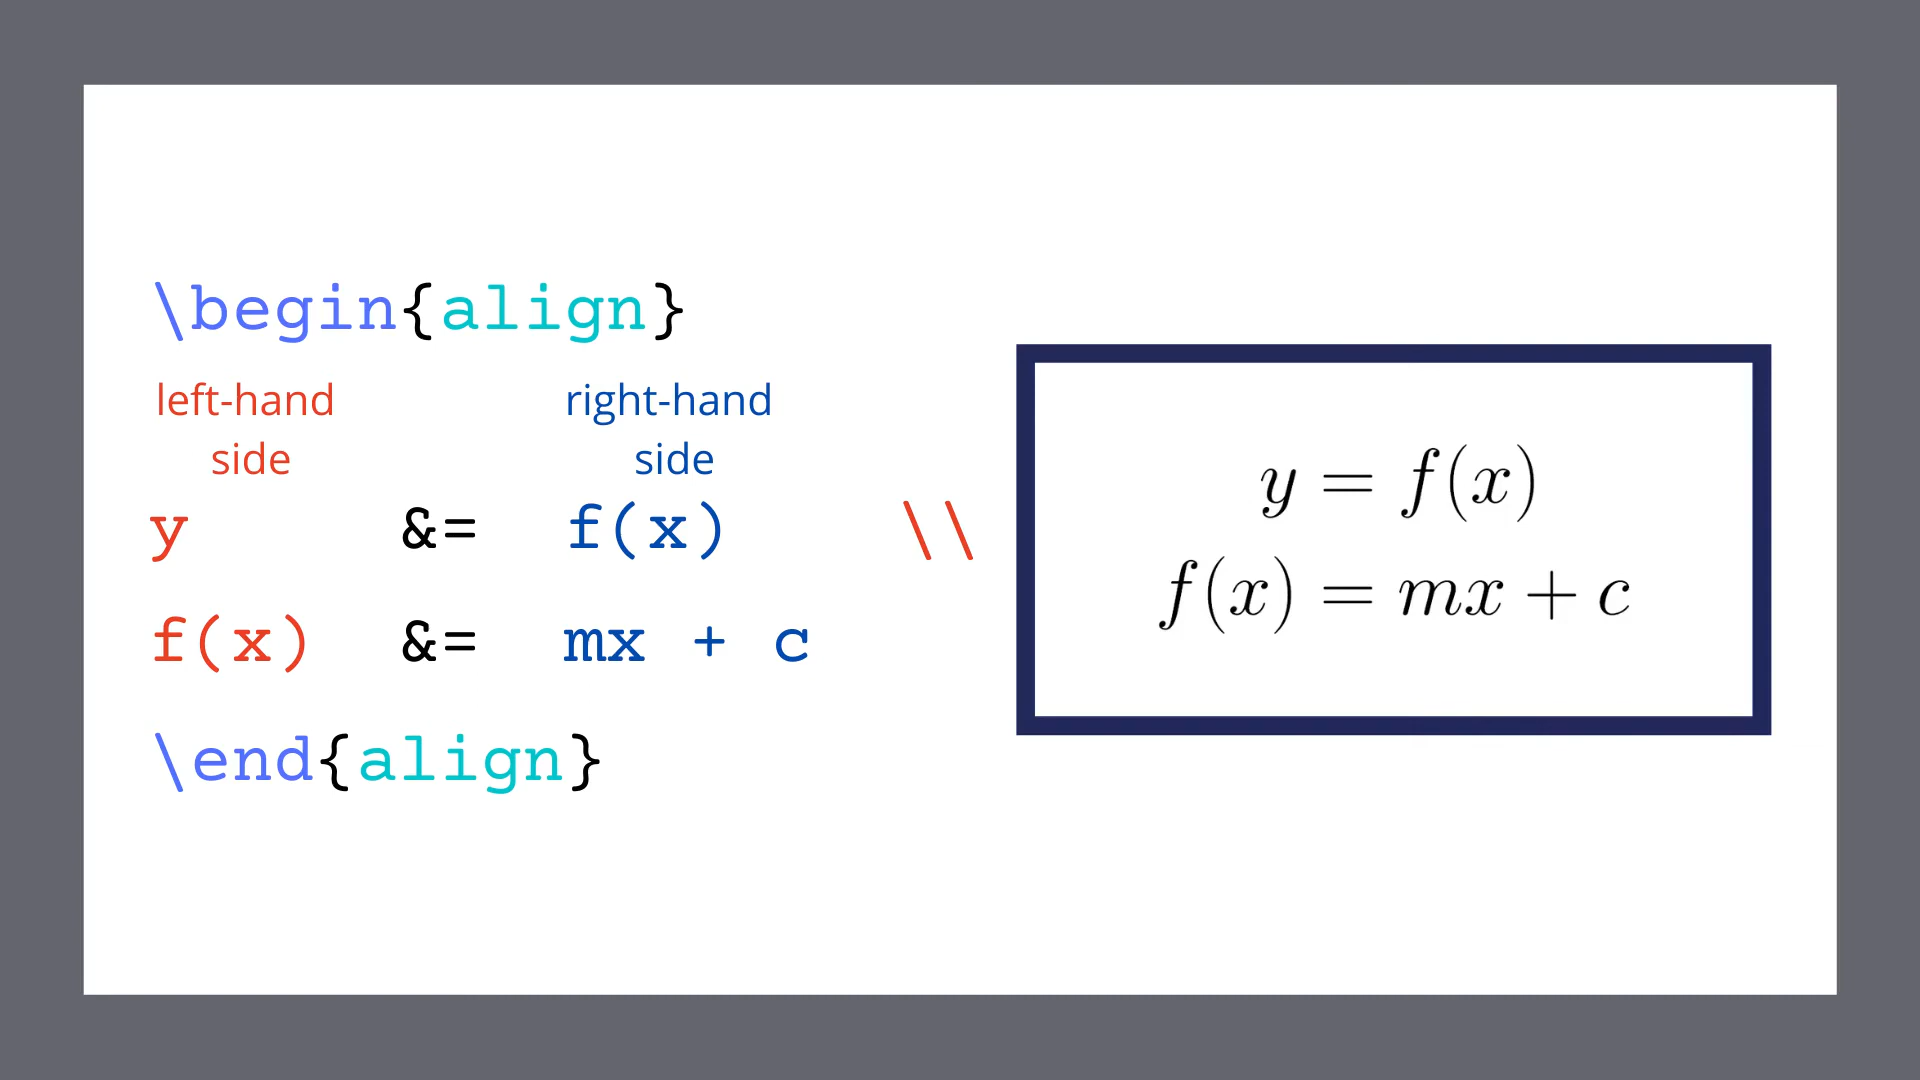 \begin{align}
left-hand side
right-hand side
y &= f(x) \\
f(x) &= mx + c
\end{align}
y = f(x)
f(x) = mx + c